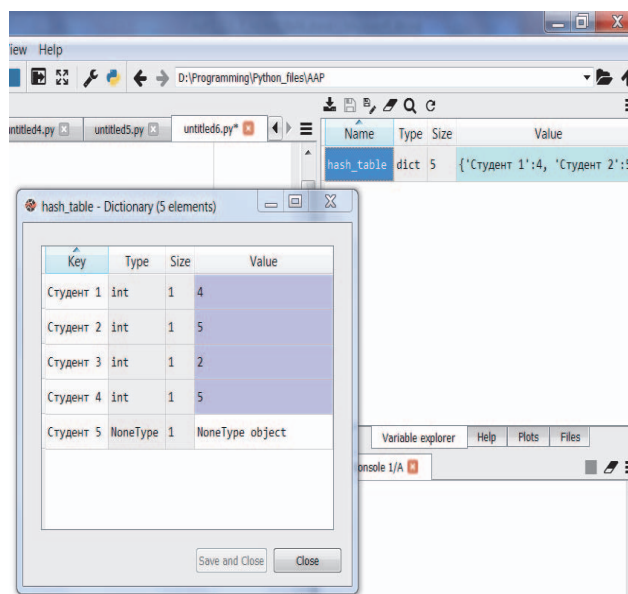 iew Help
D:\Programming\Python_files\AAP
ntitled4.py untitled5.py untitled6.py*
Name Type Size Value
hash_table dict 5 {'Студент 1':4, 'Студент 2':5
hash_table - Dictionary (5 elements)
Key Type Size Value
Студент 1 int 1 4
Студент 2 int 1 5
Студент 3 int 1 2
Студент 4 int 1 5
Студент 5 NoneType 1 NoneType object
Save and Close Close
Variable explorer Help Plots Files
onsole 1/A